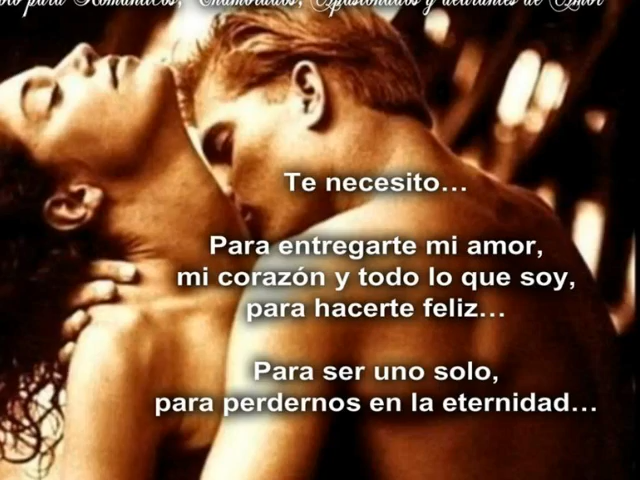 para Románticos, Enamorados, Apasionados y delirantes de Amor
Te necesito...
Para entregarte mi amor,
mi corazón y todo lo que soy,
para hacerte feliz...
Para ser uno solo,
para perdernos en la eternidad...